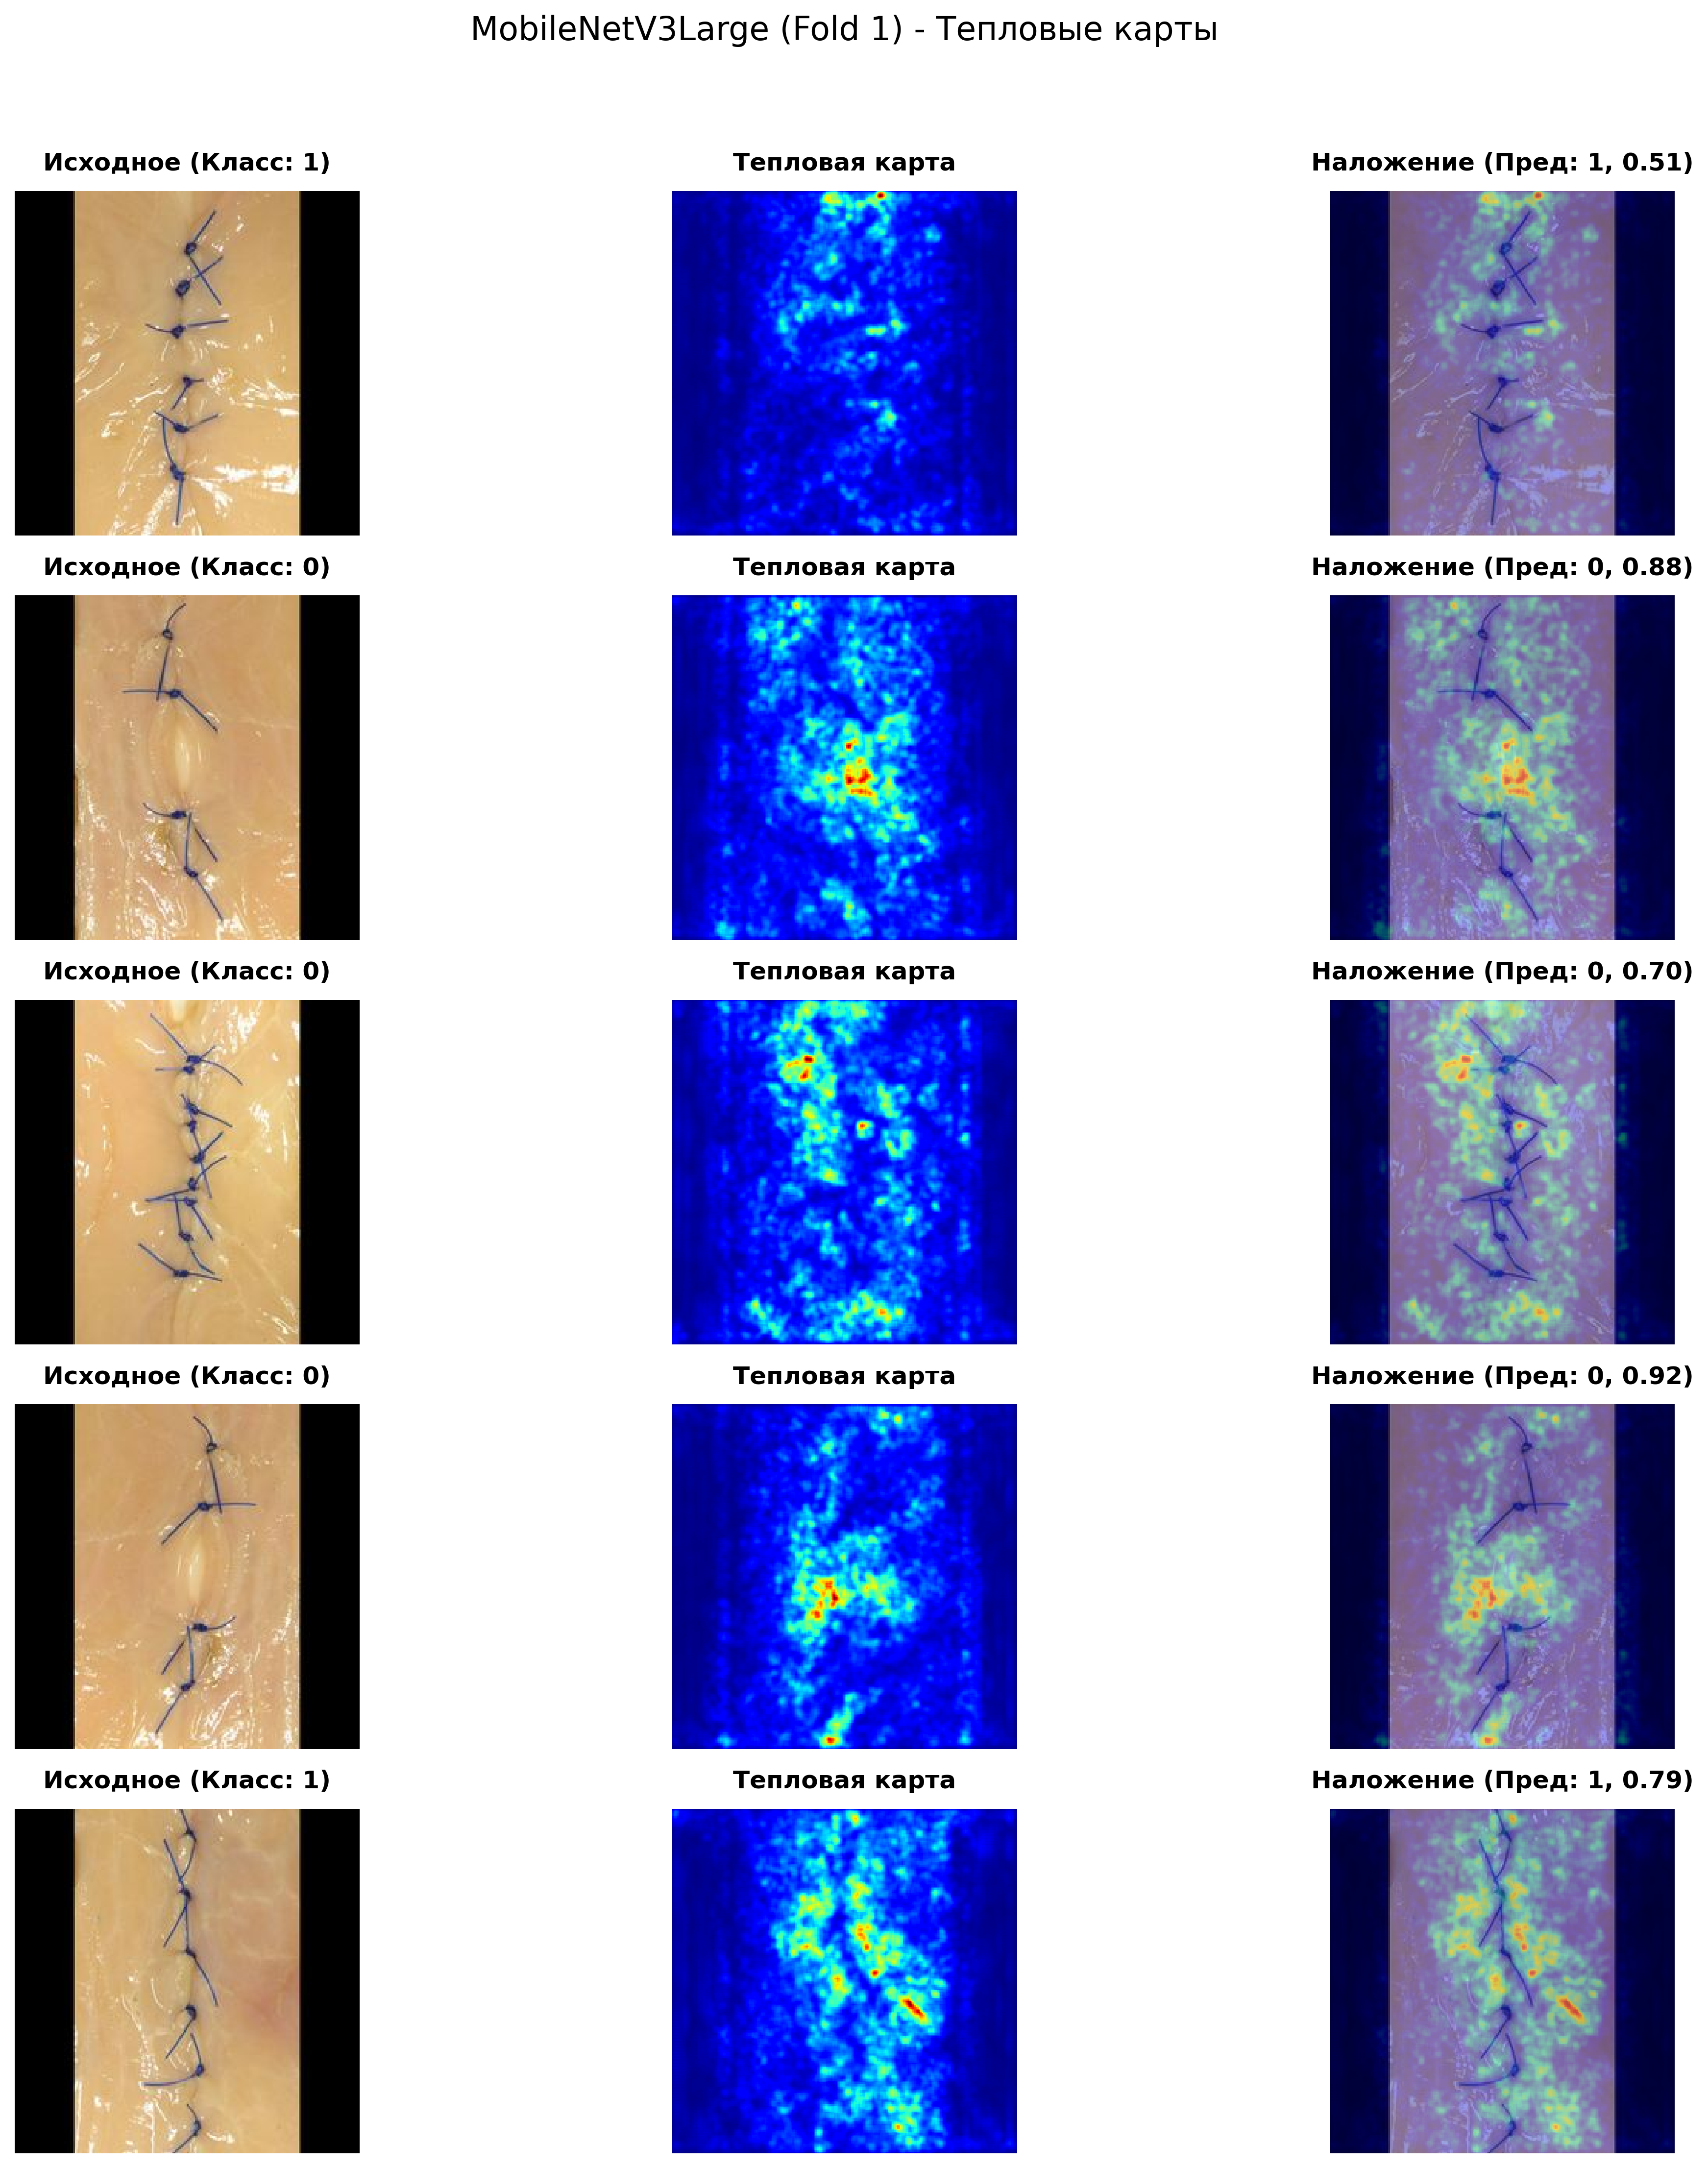 MobileNetV3Large (Fold 1) - Тепловые карты
Исходное (Класс: 1)
Тепловая карта
Наложение (Пред: 1, 0.51)
Исходное (Класс: 0)
Тепловая карта
Наложение (Пред: 0, 0.88)
Исходное (Класс: 0)
Тепловая карта
Наложение (Пред: 0, 0.70)
Исходное (Класс: 0)
Тепловая карта
Наложение (Пред: 0, 0.92)
Исходное (Класс: 1)
Тепловая карта
Наложение (Пред: 1, 0.79)